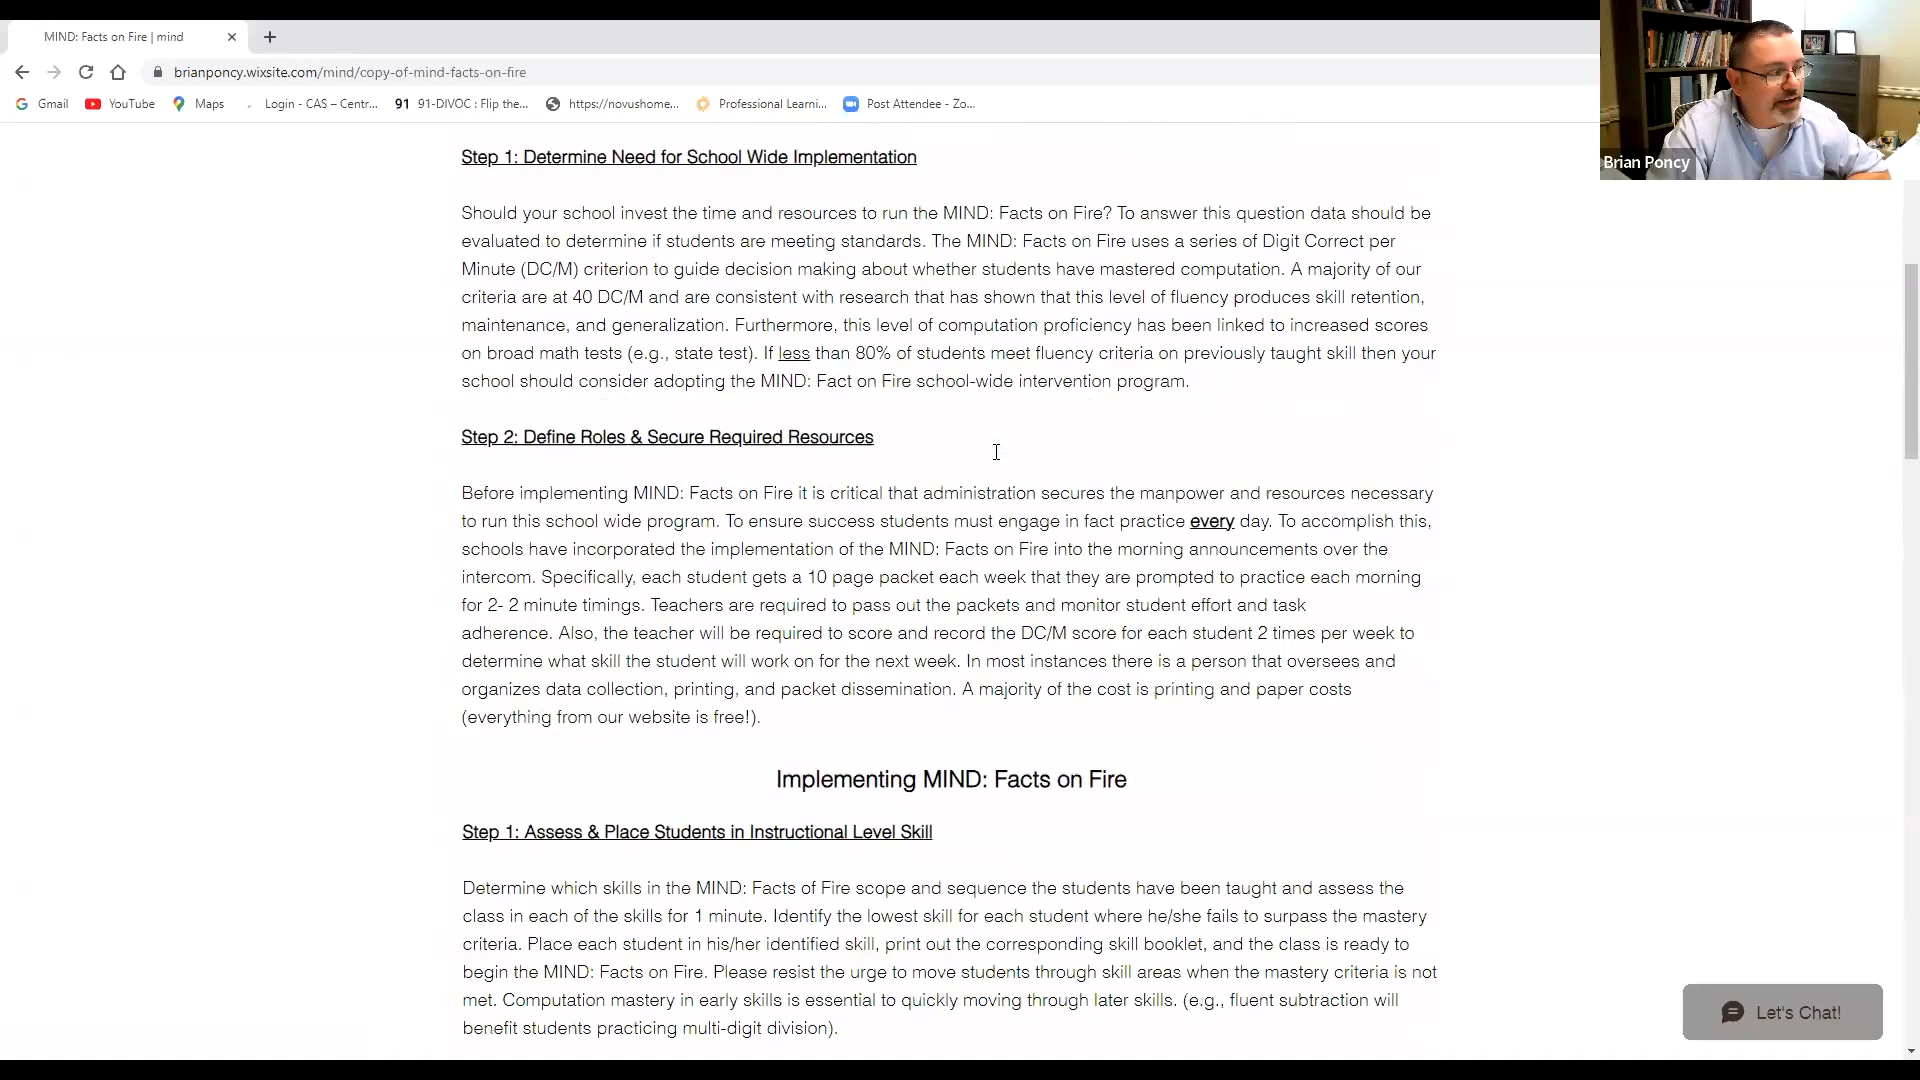 MIND: Facts on Fire | mind
brianponcy.wixsite.com/mind/copy-of-mind-facts-on-fire
Gmail YouTube Maps Login - CAS – Centr... 91 91-DIVOC : Flip the... https://novushome... Professional Learni... Post Attendee - Zo...
Brian Poncy
Step 1: Determine Need for School Wide Implementation
Should your school invest the time and resources to run the MIND: Facts on Fire? To answer this question data should be
evaluated to determine if students are meeting standards. The MIND: Facts on Fire uses a series of Digit Correct per
Minute (DC/M) criterion to guide decision making about whether students have mastered computation. A majority of our
criteria are at 40 DC/M and are consistent with research that has shown that this level of fluency produces skill retention,
maintenance, and generalization. Furthermore, this level of computation proficiency has been linked to increased scores
on broad math tests (e.g., state test). If less than 80% of students meet fluency criteria on previously taught skill then your
school should consider adopting the MIND: Fact on Fire school-wide intervention program.
Step 2: Define Roles & Secure Required Resources
Before implementing MIND: Facts on Fire it is critical that administration secures the manpower and resources necessary
to run this school wide program. To ensure success students must engage in fact practice every day. To accomplish this,
schools have incorporated the implementation of the MIND: Facts on Fire into the morning announcements over the
intercom. Specifically, each student gets a 10 page packet each week that they are prompted to practice each morning
for 2- 2 minute timings. Teachers are required to pass out the packets and monitor student effort and task
adherence. Also, the teacher will be required to score and record the DC/M score for each student 2 times per week to
determine what skill the student will work on for the next week. In most instances there is a person that oversees and
organizes data collection, printing, and packet dissemination. A majority of the cost is printing and paper costs
(everything from our website is free!).
Implementing MIND: Facts on Fire
Step 1: Assess & Place Students in Instructional Level Skill
Determine which skills in the MIND: Facts of Fire scope and sequence the students have been taught and assess the
class in each of the skills for 1 minute. Identify the lowest skill for each student where he/she fails to surpass the mastery
criteria. Place each student in his/her identified skill, print out the corresponding skill booklet, and the class is ready to
begin the MIND: Facts on Fire. Please resist the urge to move students through skill areas when the mastery criteria is not
met. Computation mastery in early skills is essential to quickly moving through later skills. (e.g., fluent subtraction will
benefit students practicing multi-digit division).
Let's Chat!